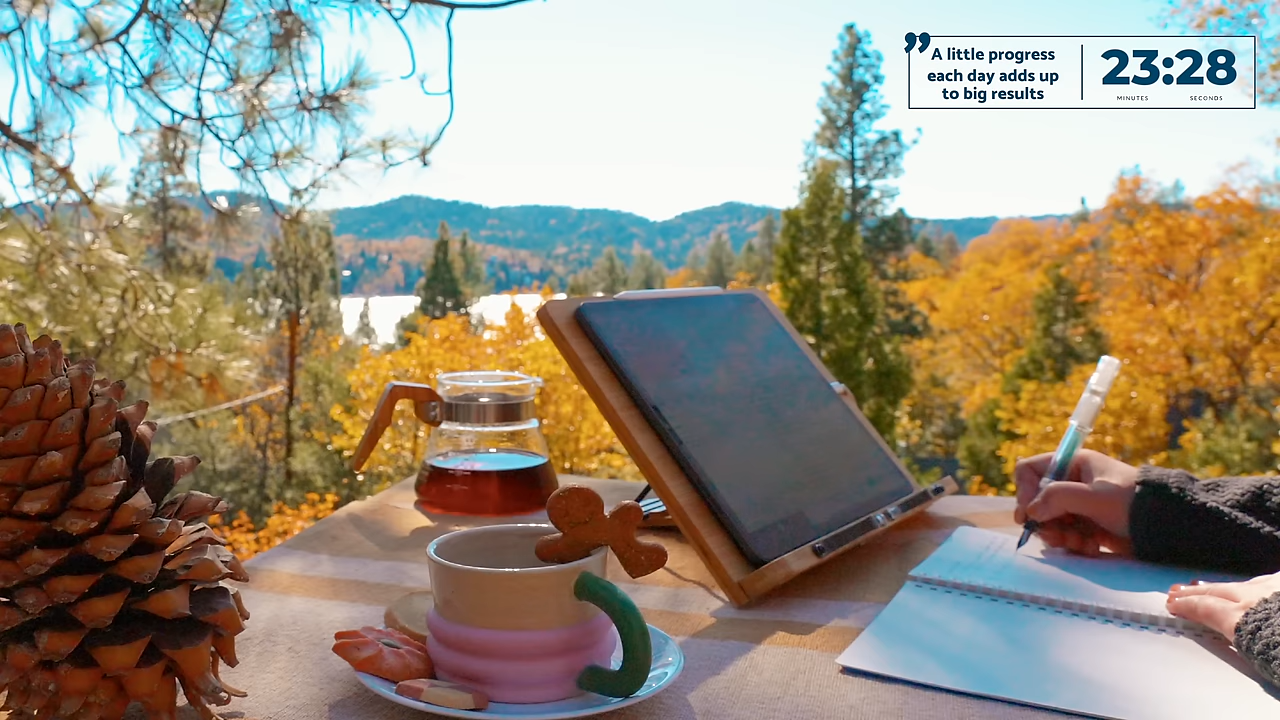 ”
A little progress
each day adds up
to big results
23:28
MINUTES SECONDS